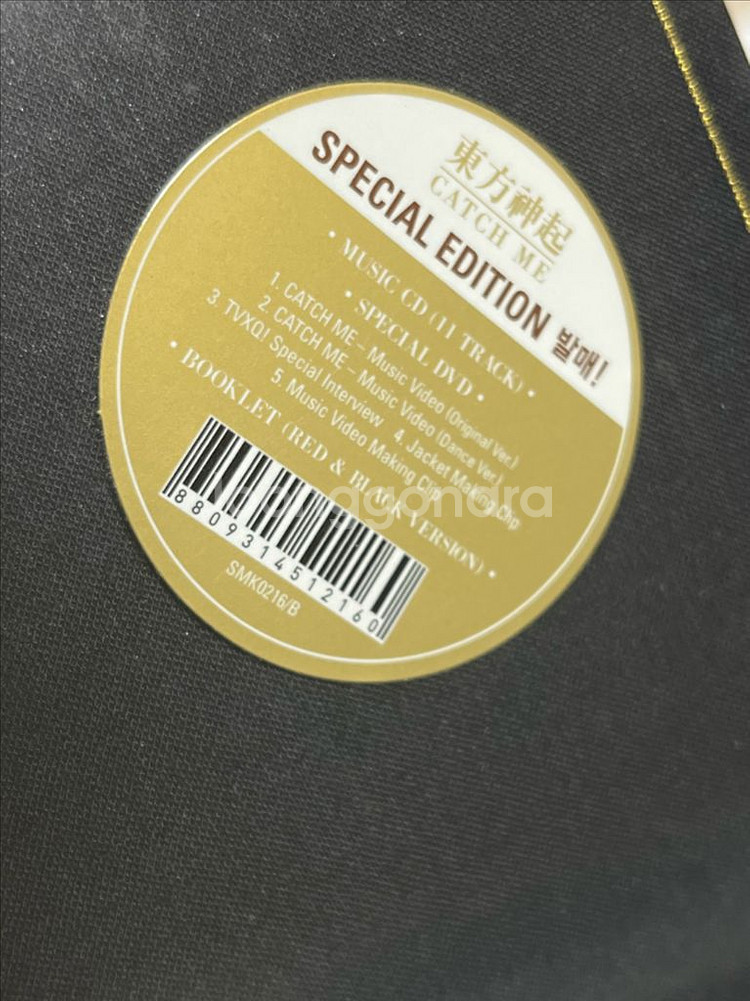 東方神起
CATCH ME
SPECIAL EDITION 발매!
• MUSIC CD (11 TRACK) •
• SPECIAL DVD •
1. CATCH ME – Music Video (Original Ver.)
2. CATCH ME – Music Video (Dance Ver.)
3. TVXQ! Special Interview 4. Jacket Making Clip
5. Music Video Making Clip
• BOOKLET (RED & BLACK VERSION) •
8809314512160
SMK0216/B